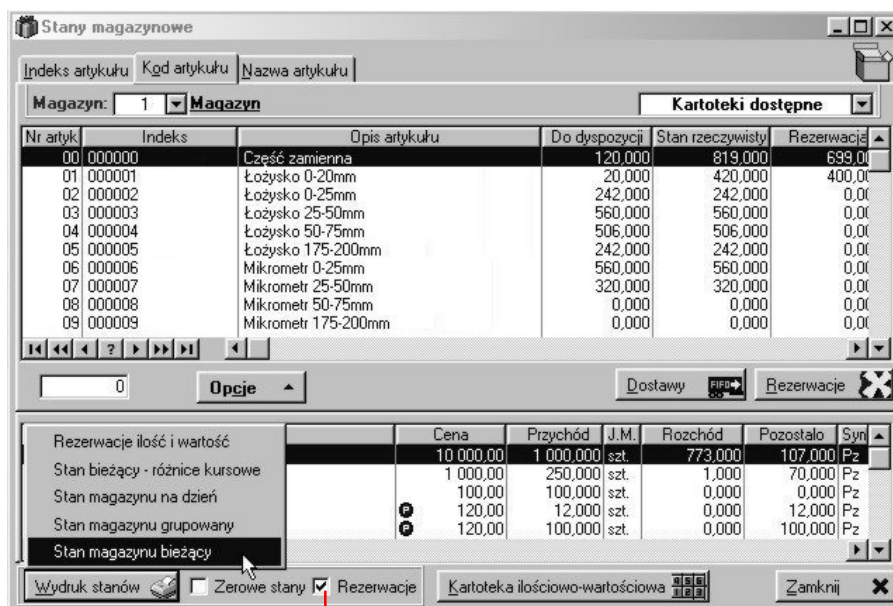 Stany magazynowe
Indeks artykułu Kod artykułu Nazwa artykułu
Magazyn: 1 Magazyn Kartoteki dostępne
Nr artyk Indeks Opis artykułu Do dyspozycji Stan rzeczywisty Rezerwacja
00 000000 Część zamienna 120,000 819,000 699,00
01 000001 Łożysko 0-20mm 20,000 420,000 400,00
02 000002 Łożysko 0-25mm 242,000 242,000 0,00
03 000003 Łożysko 25-50mm 560,000 560,000 0,00
04 000004 Łożysko 50-75mm 506,000 506,000 0,00
05 000005 Łożysko 175-200mm 242,000 242,000 0,00
06 000006 Mikrometr 0-25mm 560,000 560,000 0,00
07 000007 Mikrometr 25-50mm 320,000 320,000 0,00
08 000008 Mikrometr 50-75mm 0,000 0,000 0,00
09 000009 Mikrometr 175-200mm 0,000 0,000 0,00
?
0 Opcje Dostawy FIFO Rezerwacje
Cena Przychód J.M. Rozchód Pozostało Syn
10 000,00 1 000,000 szt. 773,000 107,000 Pz
1 000,00 250,000 szt. 1,000 70,000 Pz
100,00 100,000 szt. 0,000 0,000 Pz
P 120,00 12,000 szt. 0,000 12,000 Pz
P 120,00 100,000 szt. 0,000 100,000 Pz
Rezerwacje ilość i wartość
Stan bieżący - różnice kursowe
Stan magazynu na dzień
Stan magazynu grupowany
Stan magazynu bieżący
Wydruk stanów Zerowe stany Rezerwacje Kartoteka ilościowo-wartościowa Zamknij